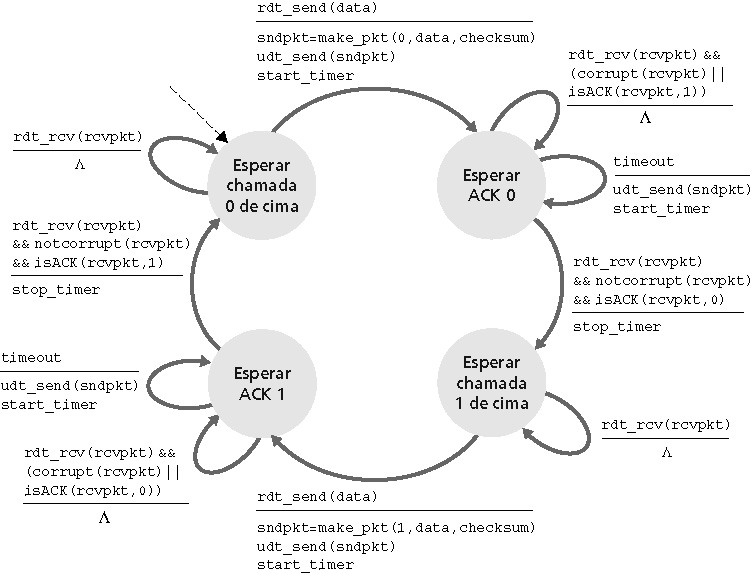 rdt_send(data)
sndpkt=make_pkt(0,data,checksum)
udt_send(sndpkt)
start_timer
rdt_rcv(rcvpkt) &&
(corrupt(rcvpkt)||
isACK(rcvpkt,1))
Λ
rdt_rcv(rcvpkt)
Λ
Esperar
chamada
0 de cima
Esperar
ACK 0
timeout
udt_send(sndpkt)
start_timer
rdt_rcv(rcvpkt)
&& notcorrupt(rcvpkt)
&& isACK(rcvpkt,1)
stop_timer
rdt_rcv(rcvpkt)
&& notcorrupt(rcvpkt)
&& isACK(rcvpkt,0)
stop_timer
timeout
udt_send(sndpkt)
start_timer
Esperar
ACK 1
Esperar
chamada
1 de cima
rdt_rcv(rcvpkt)
Λ
rdt_rcv(rcvpkt) &&
(corrupt(rcvpkt)||
isACK(rcvpkt,0))
Λ
rdt_send(data)
sndpkt=make_pkt(1,data,checksum)
udt_send(sndpkt)
start_timer